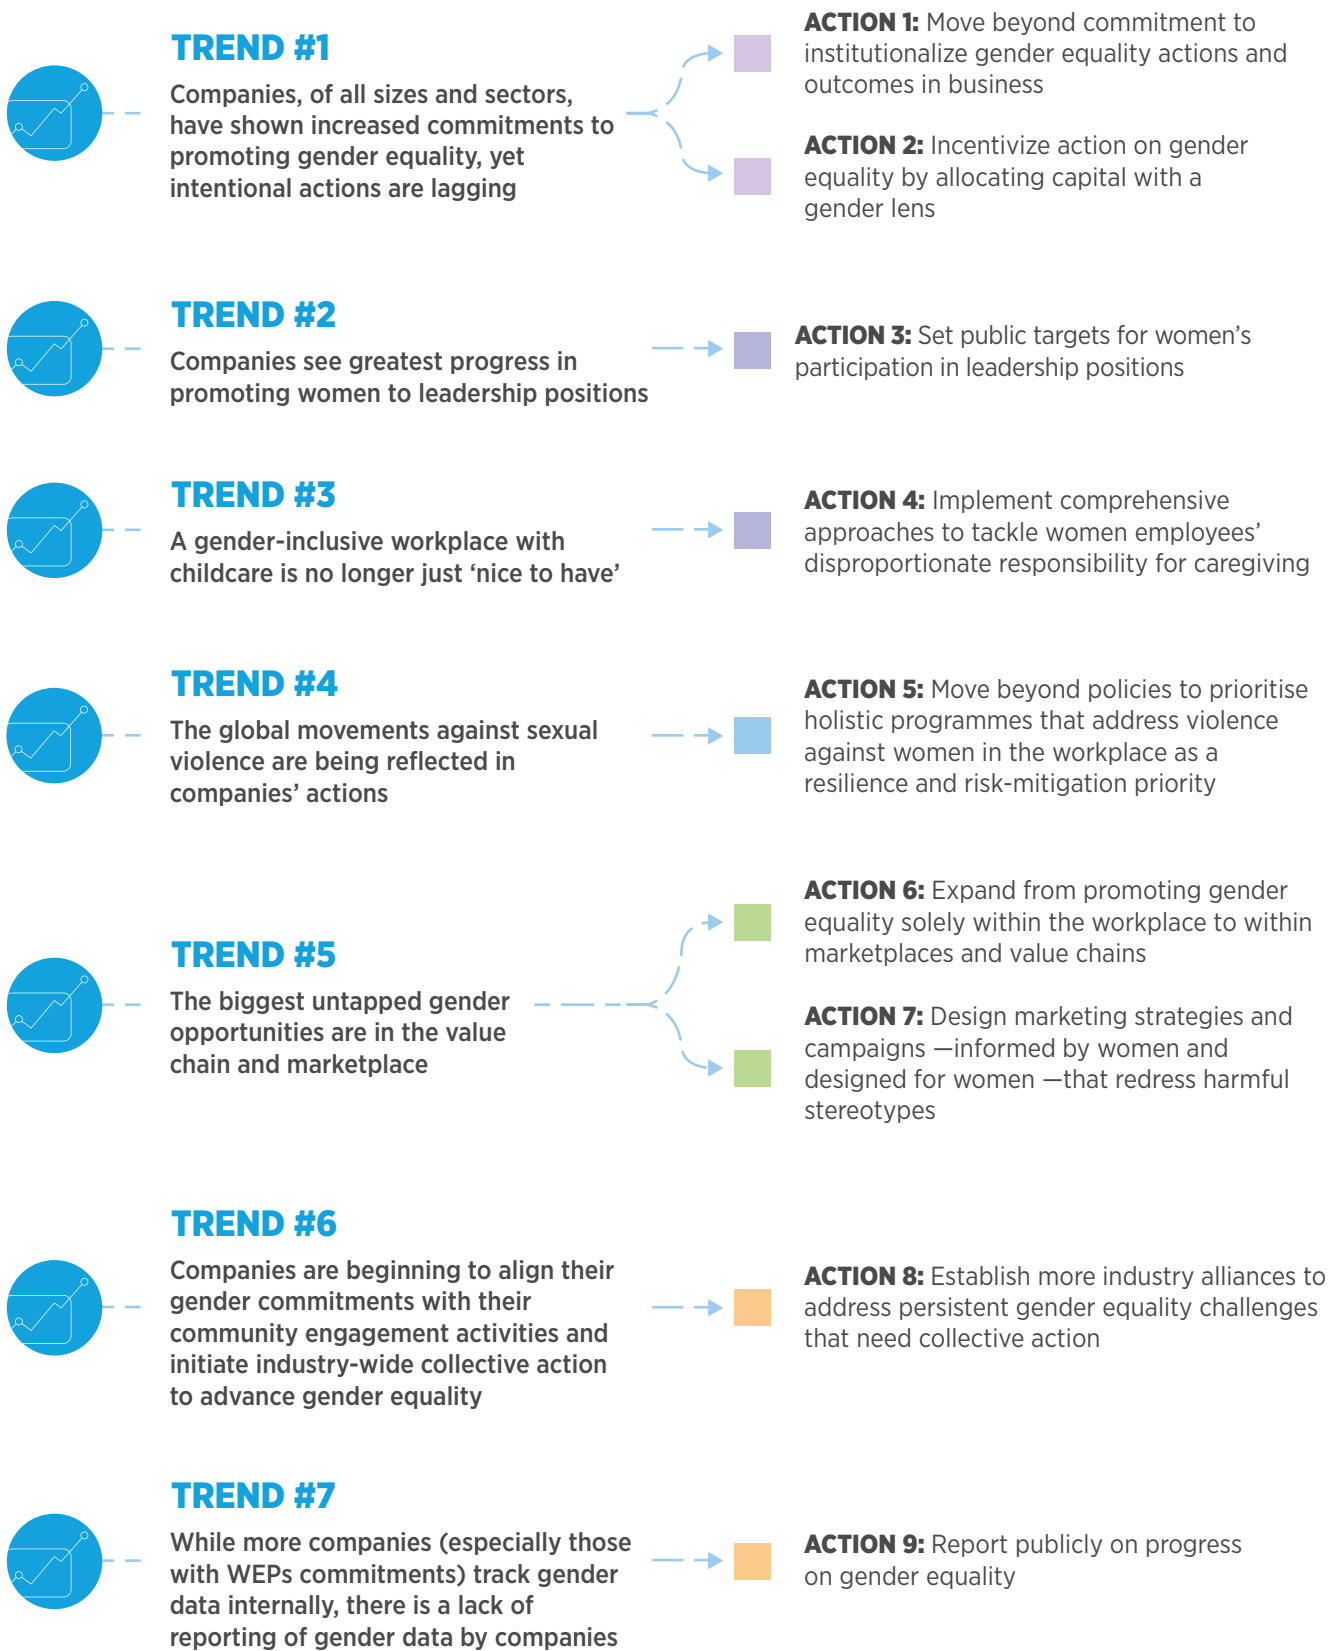 TREND #1
Companies, of all sizes and sectors,
have shown increased commitments to
promoting gender equality, yet
intentional actions are lagging
ACTION 1: Move beyond commitment to
institutionalize gender equality actions and
outcomes in business
ACTION 2: Incentivize action on gender
equality by allocating capital with a
gender lens
TREND #2
Companies see greatest progress in
promoting women to leadership positions
ACTION 3: Set public targets for women’s
participation in leadership positions
TREND #3
A gender-inclusive workplace with
childcare is no longer just ‘nice to have’
ACTION 4: Implement comprehensive
approaches to tackle women employees’
disproportionate responsibility for caregiving
TREND #4
The global movements against sexual
violence are being reflected in
companies’ actions
ACTION 5: Move beyond policies to prioritise
holistic programmes that address violence
against women in the workplace as a
resilience and risk-mitigation priority
TREND #5
The biggest untapped gender
opportunities are in the value
chain and marketplace
ACTION 6: Expand from promoting gender
equality solely within the workplace to within
marketplaces and value chains
ACTION 7: Design marketing strategies and
campaigns —informed by women and
designed for women —that redress harmful
stereotypes
TREND #6
Companies are beginning to align their
gender commitments with their
community engagement activities and
initiate industry-wide collective action
to advance gender equality
ACTION 8: Establish more industry alliances to
address persistent gender equality challenges
that need collective action
TREND #7
While more companies (especially those
with WEPs commitments) track gender
data internally, there is a lack of
reporting of gender data by companies
ACTION 9: Report publicly on progress
on gender equality